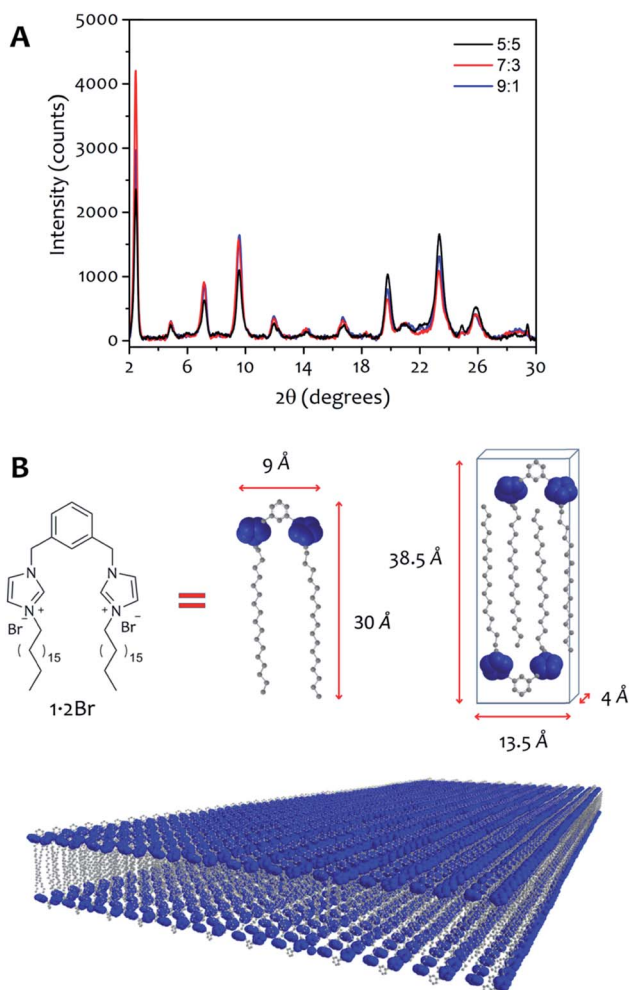 A
5000
4000
3000
2000
1000
0
Intensity (counts)
5:5
7:3
9:1
2 6 10 14 18 22 26 30
2θ (degrees)
B
9 Å
30 Å
38.5 Å
4 Å
13.5 Å
N N
N + + N
Br− Br−
( )15 ( )15
1·2Br
=